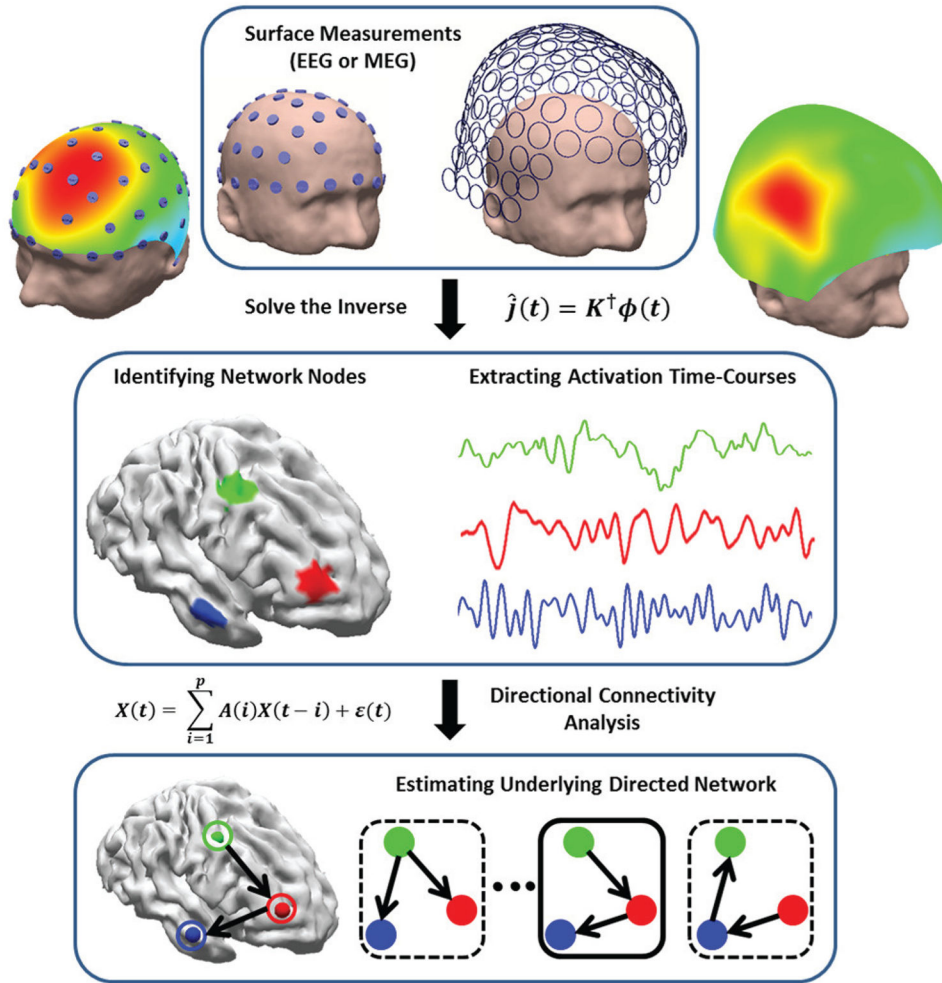 Surface Measurements
(EEG or MEG)
Solve the Inverse
ĵ(t) = K†ϕ(t)
Identifying Network Nodes
Extracting Activation Time-Courses
X(t) = ∑ᵖᵢ₌₁ A(i)X(t − i) + ε(t)
Directional Connectivity
Analysis
Estimating Underlying Directed Network